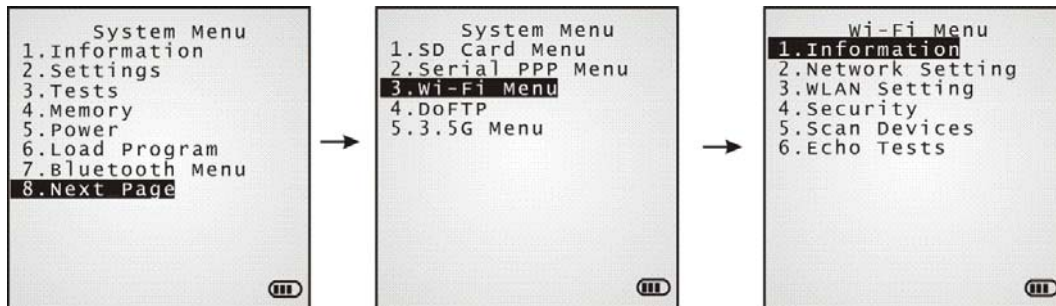 System Menu
1.Information
2.Settings
3.Tests
4.Memory
5.Power
6.Load Program
7.Bluetooth Menu
8.Next Page
System Menu
1.SD Card Menu
2.Serial PPP Menu
3.Wi-Fi Menu
4.DoFTP
5.3.5G Menu
Wi-Fi Menu
1.Information
2.Network Setting
3.WLAN Setting
4.Security
5.Scan Devices
6.Echo Tests